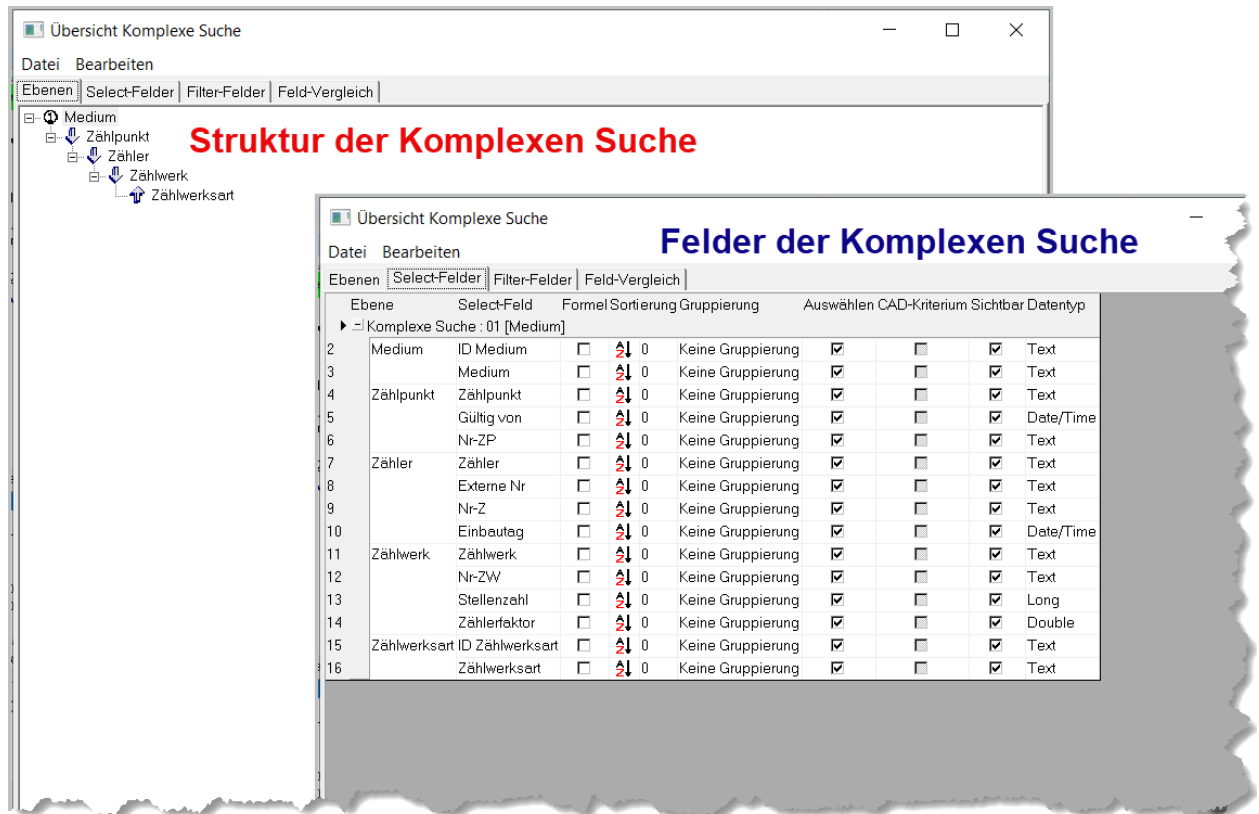 Übersicht Komplexe Suche
Datei Bearbeiten
Ebenen Select-Felder Filter-Felder Feld-Vergleich
Medium
Zählpunkt
Zähler
Zählwerk
Zählwerksart
Struktur der Komplexen Suche
Übersicht Komplexe Suche
Felder der Komplexen Suche
Datei Bearbeiten
Ebenen Select-Felder Filter-Felder Feld-Vergleich
Ebene Select-Feld Formel Sortierung Gruppierung Auswählen CAD-Kriterium Sichtbar Datentyp
Komplexe Suche : 01 [Medium]
2 Medium ID Medium 0 Keine Gruppierung Text
3 Medium 0 Keine Gruppierung Text
4 Zählpunkt Zählpunkt 0 Keine Gruppierung Text
5 Gültig von 0 Keine Gruppierung Date/Time
6 Nr-ZP 0 Keine Gruppierung Text
7 Zähler Zähler 0 Keine Gruppierung Text
8 Externe Nr 0 Keine Gruppierung Text
9 Nr-Z 0 Keine Gruppierung Text
10 Einbautag 0 Keine Gruppierung Date/Time
11 Zählwerk Zählwerk 0 Keine Gruppierung Text
12 Nr-ZW 0 Keine Gruppierung Text
13 Stellenzahl 0 Keine Gruppierung Long
14 Zählerfaktor 0 Keine Gruppierung Double
15 Zählwerksart ID Zählwerksart 0 Keine Gruppierung Text
16 Zählwerksart 0 Keine Gruppierung Text